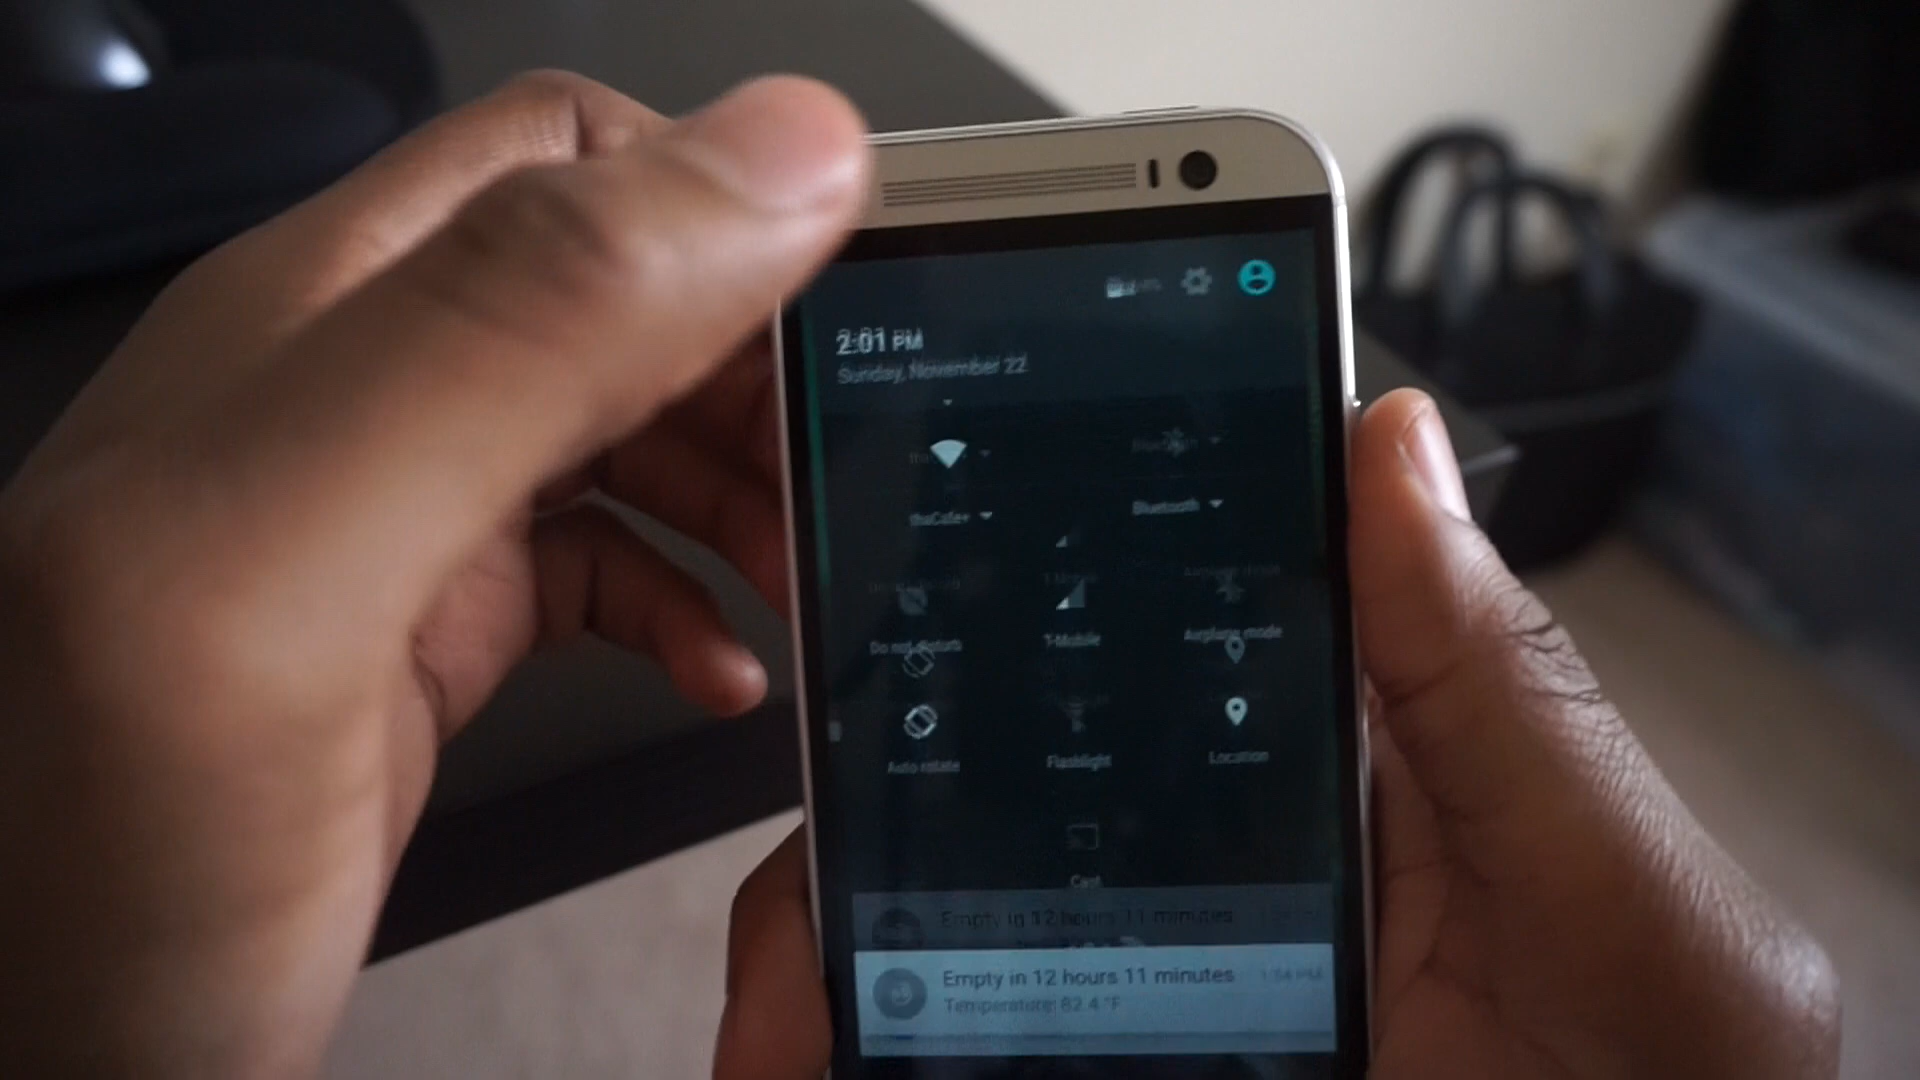 2:01 PM
Sunday, November 22
Bluetooth
Do not disturb
T-Mobile
Airplane mode
Auto rotate
Flashlight
Location
Cast
Empty in 12 hours 11 minutes
Empty in 12 hours 11 minutes 1:54 PM
Temperature: 82.4 °F